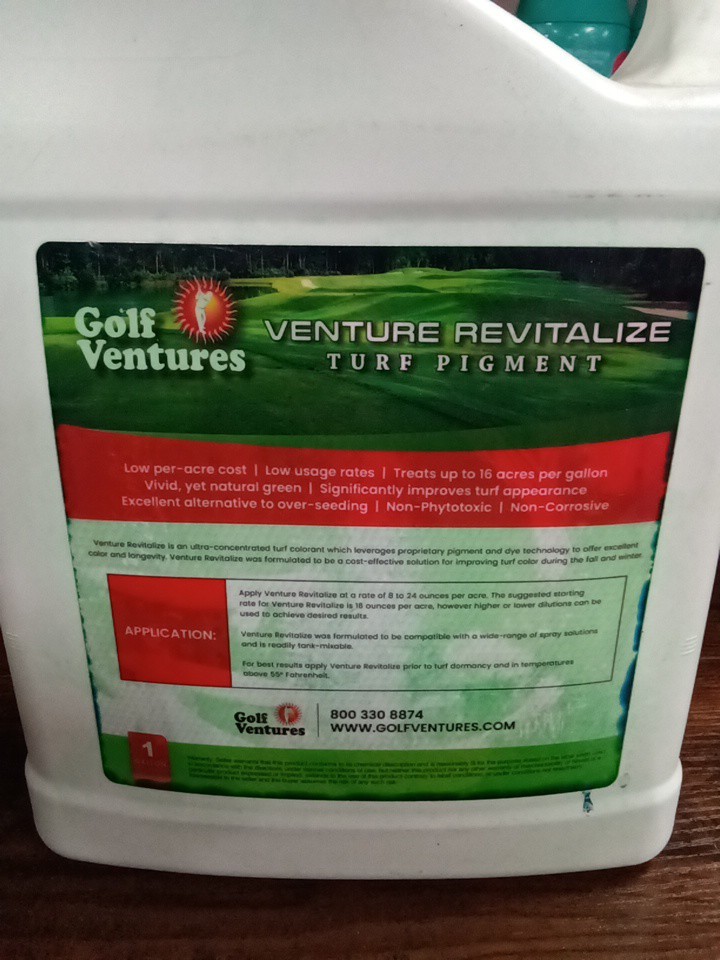 Golf
Ventures
VENTURE REVITALIZE
TURF PIGMENT
Low per-acre cost | Low usage rates | Treats up to 16 acres per gallon
Vivid, yet natural green | Significantly improves turf appearance
Excellent alternative to over-seeding | Non-Phytotoxic | Non-Corrosive
Venture Revitalize is an ultra-concentrated turf colorant which leverages proprietary pigment and dye technology to offer excellent
color and longevity. Venture Revitalize was formulated to be a cost-effective solution for improving turf color during the fall and winter.
APPLICATION:
Apply Venture Revitalize at a rate of 8 to 24 ounces per acre. The suggested starting
rate for Venture Revitalize is 16 ounces per acre, however higher or lower dilutions can be
used to achieve desired results.
Venture Revitalize was formulated to be compatible with a wide-range of spray solutions
and is readily tank-mixable.
For best results apply Venture Revitalize prior to turf dormancy and in temperatures
above 55° Fahrenheit.
Golf
Ventures
800 330 8874
WWW.GOLFVENTURES.COM
1